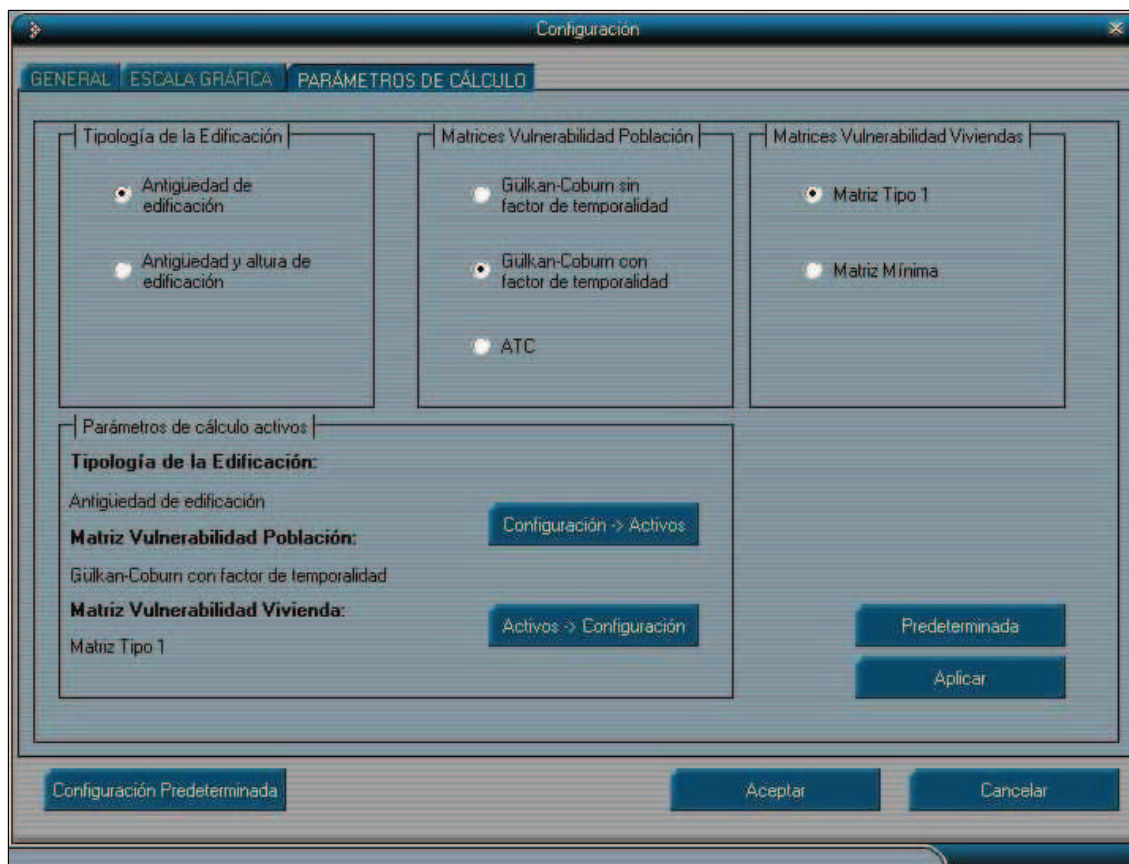 Configuración
GENERAL
ESCALA GRÁFICA
PARÁMETROS DE CÁLCULO
Tipología de la Edificación
Antigüedad de
edificación
Antigüedad y altura de
edificación
Matrices Vulnerabilidad Población
Gülkan-Coburn sin
factor de temporalidad
Gülkan-Coburn con
factor de temporalidad
ATC
Matrices Vulnerabilidad Viviendas
Matriz Tipo 1
Matriz Mínima
Parámetros de cálculo activos
Tipología de la Edificación:
Antigüedad de edificación
Matriz Vulnerabilidad Población:
Gülkan-Coburn con factor de temporalidad
Matriz Vulnerabilidad Vivienda:
Matriz Tipo 1
Configuración -> Activos
Activos -> Configuración
Predeterminada
Aplicar
Configuración Predeterminada
Aceptar
Cancelar